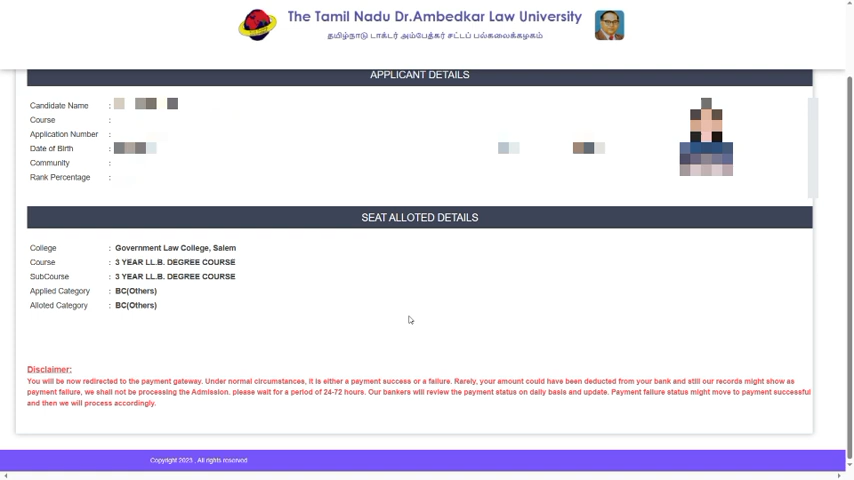 The Tamil Nadu Dr.Ambedkar Law University
தமிழ்நாடு டாக்டர் அம்பேத்கர் சட்டப் பல்கலைக்கழகம்
APPLICANT DETAILS
Candidate Name :
Course :
Application Number :
Date of Birth :
Community :
Rank Percentage :
SEAT ALLOTED DETAILS
College : Government Law College, Salem
Course : 3 YEAR LL.B. DEGREE COURSE
SubCourse : 3 YEAR LL.B. DEGREE COURSE
Applied Category : BC(Others)
Alloted Category : BC(Others)
Disclaimer:
You will be now redirected to the payment gateway. Under normal circumstances, it is either a payment success or a failure. Rarely, your amount could have been deducted from your bank and still our records might show as
payment failure, we shall not be processing the Admission. please wait for a period of 24-72 hours. Our bankers will review the payment status on daily basis and update. Payment failure status might move to payment successful
and then we will process accordingly.
Copyright 2023 , All rights reserved